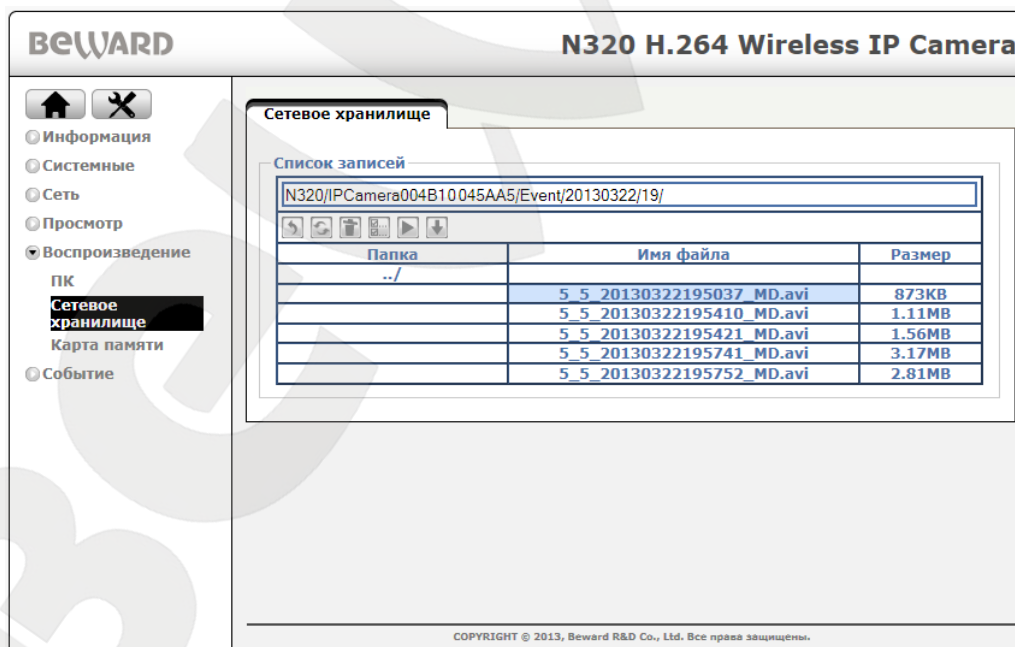 BEWARD
N320 H.264 Wireless IP Camera
Информация
Системные
Сеть
Просмотр
Воспроизведение
ПК
Сетевое
хранилище
Карта памяти
Событие
Сетевое хранилище
Список записей
N320/IPCamera004B10045AA5/Event/20130322/19/
Папка Имя файла Размер
../
5_5_20130322195037_MD.avi 873KB
5_5_20130322195410_MD.avi 1.11MB
5_5_20130322195421_MD.avi 1.56MB
5_5_20130322195741_MD.avi 3.17MB
5_5_20130322195752_MD.avi 2.81MB
COPYRIGHT © 2013, Beward R&D Co., Ltd. Все права защищены.